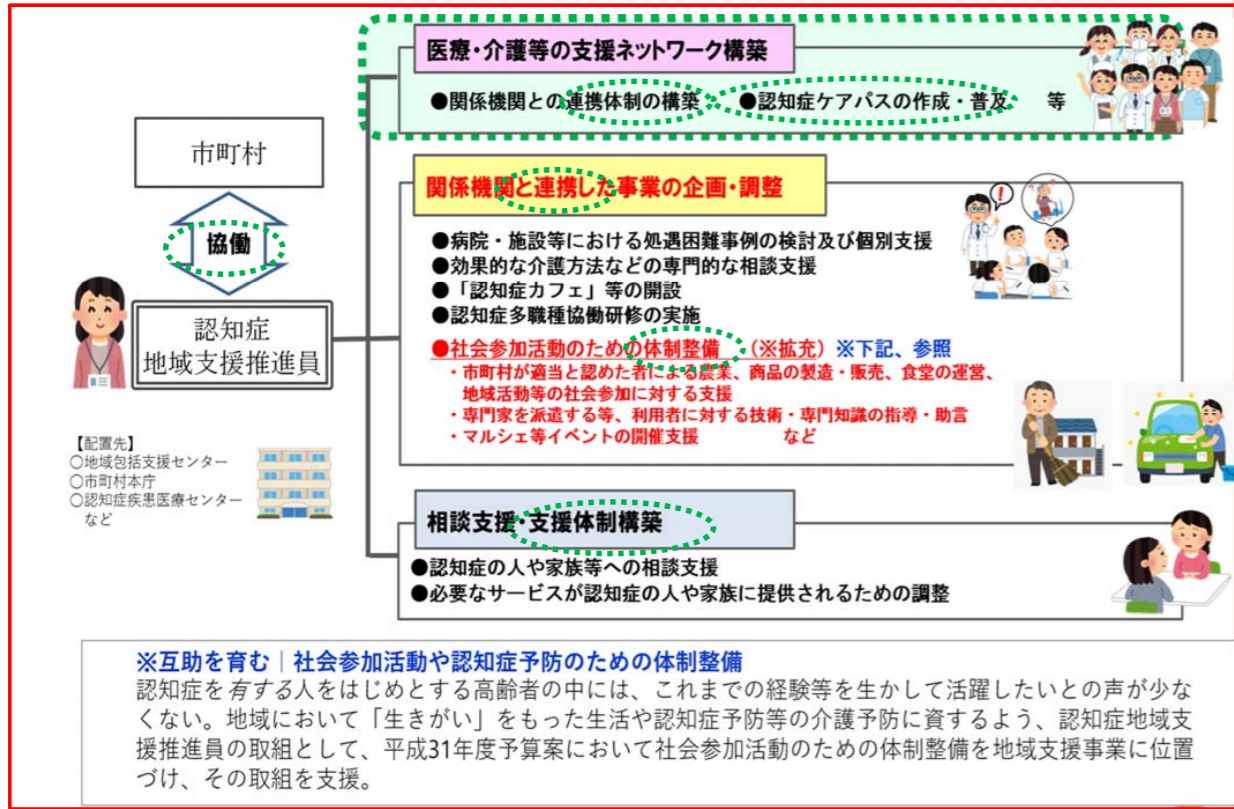 医療・介護等の支援ネットワーク構築
●関係機関との連携体制の構築　●認知症ケアパスの作成・普及　等
市町村
協働
認知症
地域支援推進員
【配置先】
○地域包括支援センター
○市町村本庁
○認知症疾患医療センター
など
関係機関と連携した事業の企画・調整
●病院・施設等における処遇困難事例の検討及び個別支援
●効果的な介護方法などの専門的な相談支援
●「認知症カフェ」等の開設
●認知症多職種協働研修の実施
●社会参加活動のための体制整備　（※拡充）※下記、参照
・市町村が適当と認めた者による農業、商品の製造・販売、食堂の運営、
地域活動等の社会参加に対する支援
・専門家を派遣する等、利用者に対する技術・専門知識の指導・助言
・マルシェ等イベントの開催支援　　など
!
相談支援・支援体制構築
●認知症の人や家族等への相談支援
●必要なサービスが認知症の人や家族に提供されるための調整
※互助を育む｜社会参加活動や認知症予防のための体制整備
認知症を有する人をはじめとする高齢者の中には、これまでの経験等を生かして活躍したいとの声が少な
くない。地域において「生きがい」をもった生活や認知症予防等の介護予防に資するよう、認知症地域支
援推進員の取組として、平成31年度予算案において社会参加活動のための体制整備を地域支援事業に位置
づけ、その取組を支援。